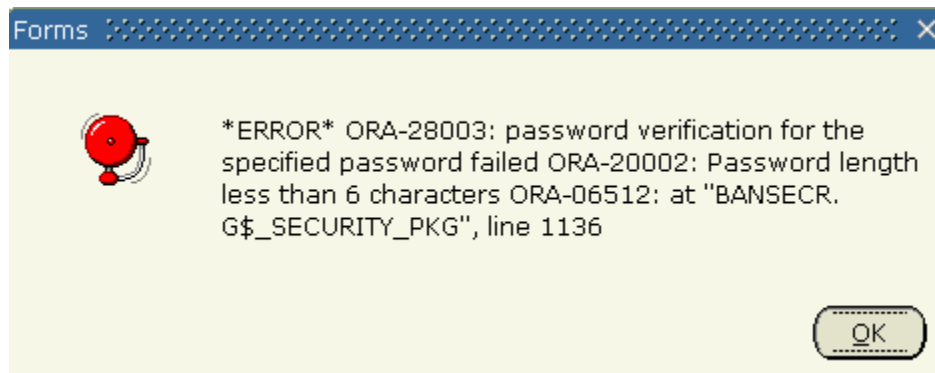 Forms
*ERROR* ORA-28003: password verification for the
specified password failed ORA-20002: Password length
less than 6 characters ORA-06512: at "BANSECR.
G$_SECURITY_PKG", line 1136
OK